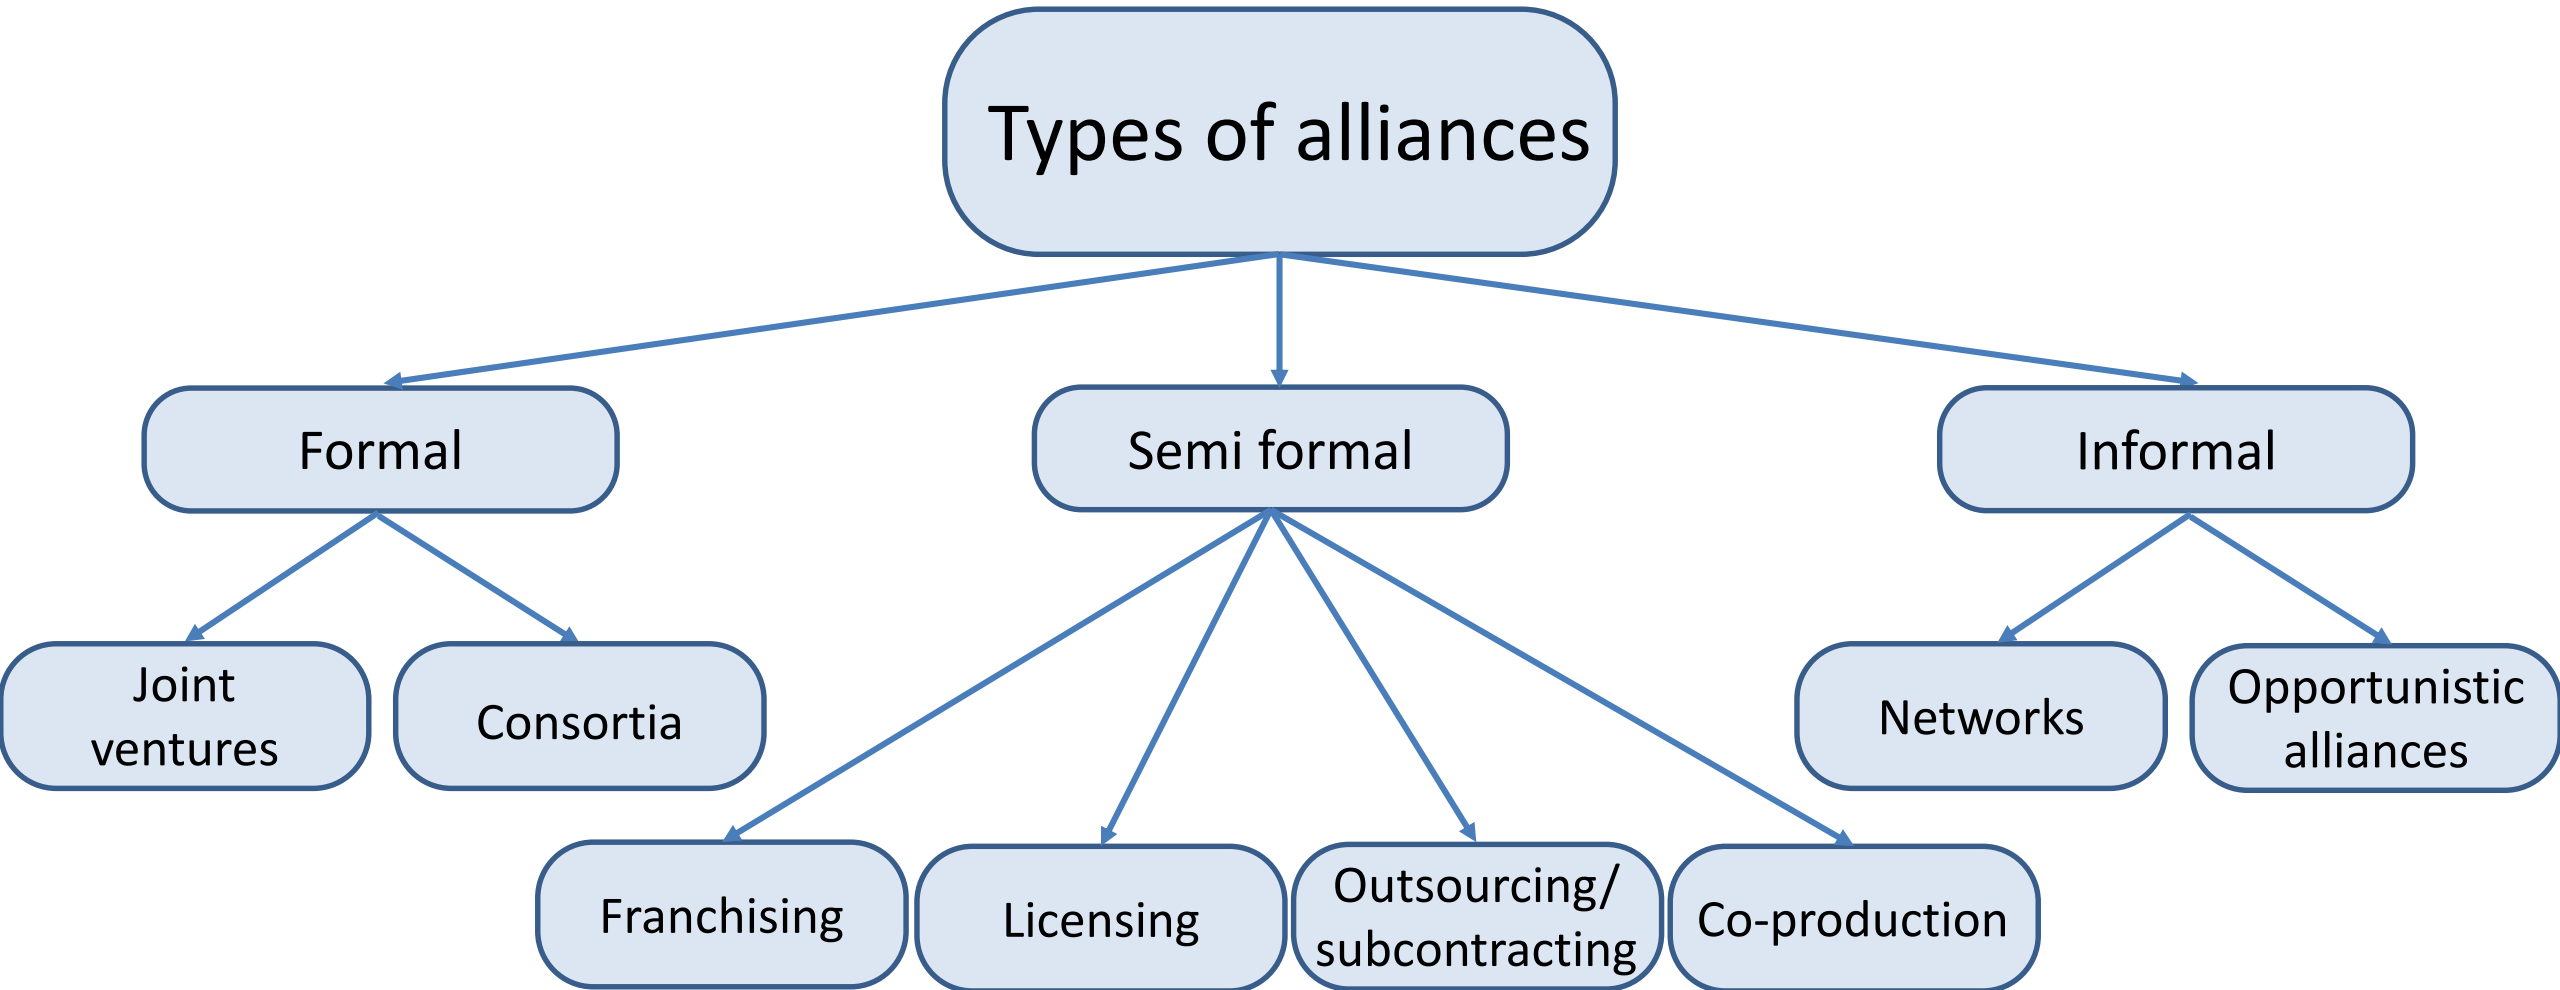 Types of alliances
Formal
Semi formal
Informal
Joint
ventures
Consortia
Networks
Opportunistic
alliances
Franchising
Licensing
Outsourcing/
subcontracting
Co-production